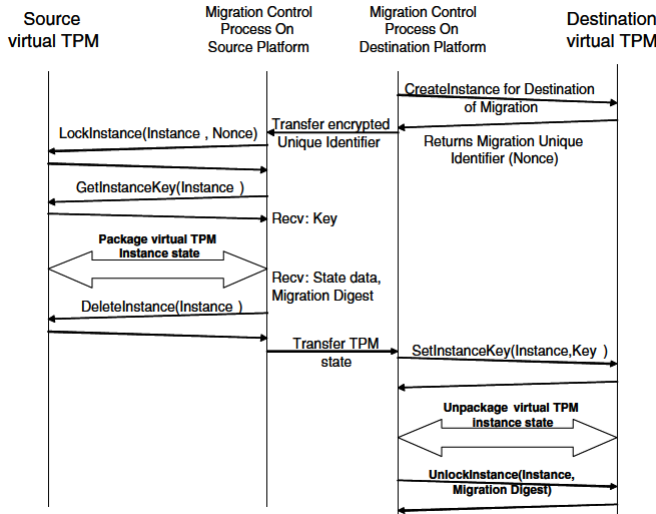 Source
virtual TPM
Migration Control
Process On
Source Platform
Migration Control
Process On
Destination Platform
Destination
virtual TPM
CreateInstance for Destination
of Migration
Transfer encrypted
Unique Identifier
LockInstance(Instance , Nonce)
Returns Migration Unique
Identifier (Nonce)
GetInstanceKey(Instance )
Recv: Key
Package virtual TPM
Instance state
Recv: State data,
Migration Digest
DeleteInstance(Instance )
Transfer TPM
state
SetInstanceKey(Instance,Key )
Unpackage virtual TPM
instance state
UnlockInstance(Instance,
Migration Digest)